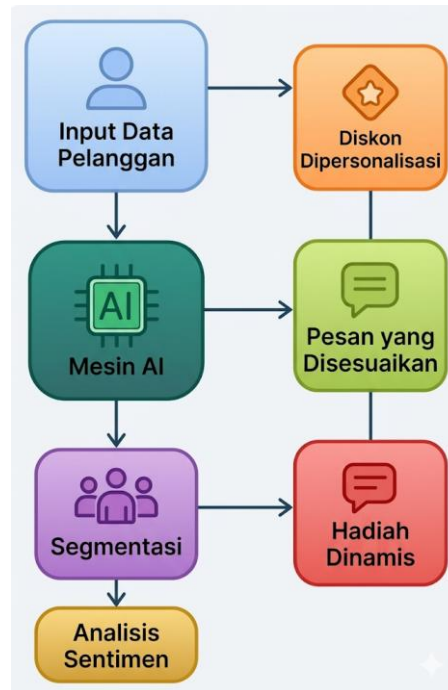 Input Data
Pelanggan
Diskon
Dipersonalisasi
AI
Mesin AI
Pesan yang
Disesuaikan
Segmentasi
Hadiah
Dinamis
Analisis
Sentimen